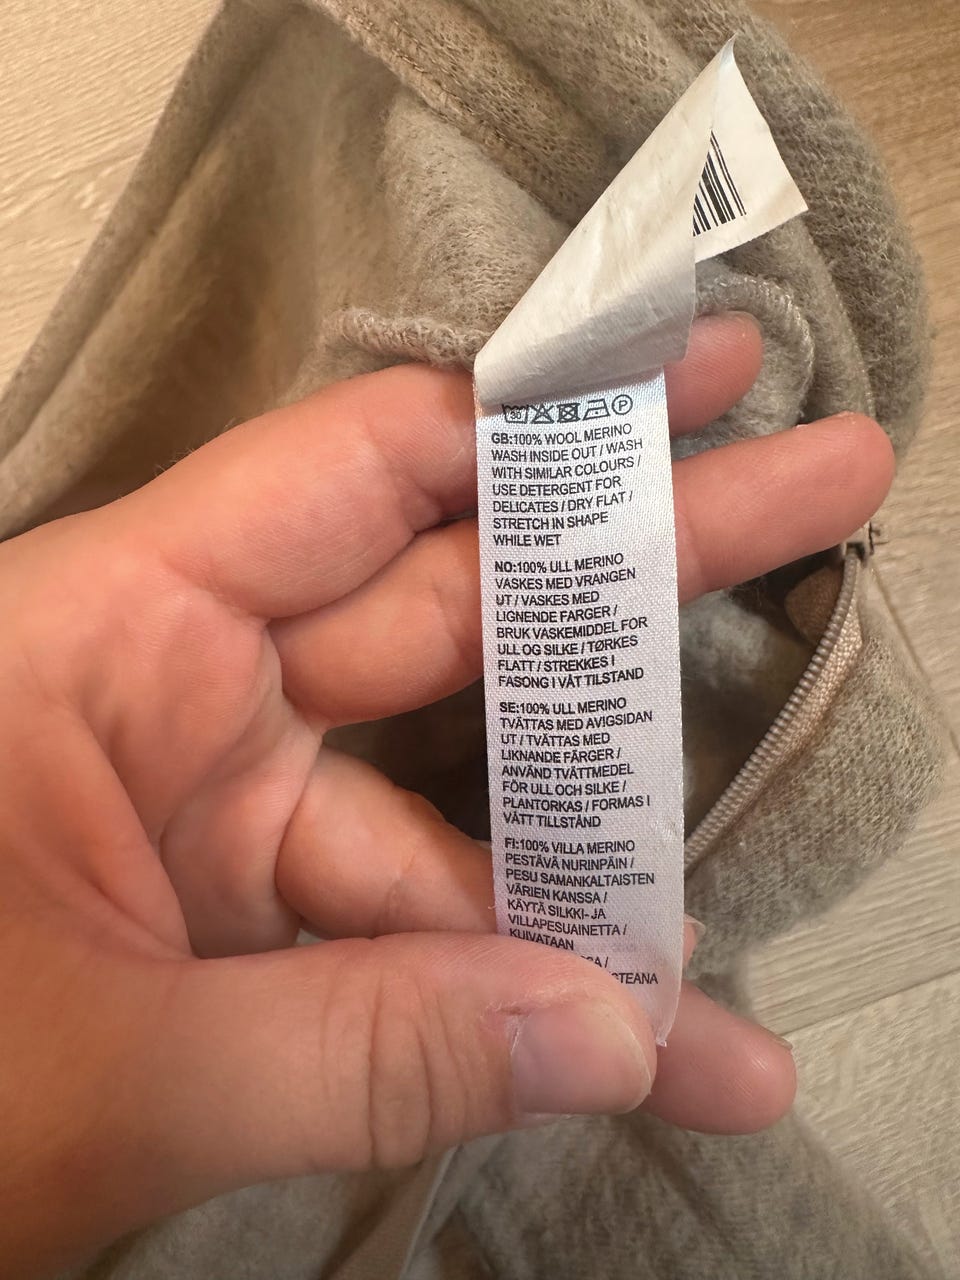 30
P
GB:100% WOOL MERINO
WASH INSIDE OUT / WASH
WITH SIMILAR COLOURS /
USE DETERGENT FOR
DELICATES / DRY FLAT /
STRETCH IN SHAPE
WHILE WET
NO:100% ULL MERINO
VASKES MED VRANGEN
UT / VASKES MED
LIGNENDE FARGER /
BRUK VASKEMIDDEL FOR
ULL OG SILKE / TØRKES
FLATT / STREKKES I
FASONG I VÅT TILSTAND
SE:100% ULL MERINO
TVÄTTAS MED AVIGSIDAN
UT / TVÄTTAS MED
LIKNANDE FÄRGER /
ANVÄND TVÄTTMEDEL
FÖR ULL OCH SILKE /
PLANTORKAS / FORMAS I
VÅTT TILLSTÅND
FI:100% VILLA MERINO
PESTÄVÄ NURINPÄIN /
PESU SAMANKALTAISTEN
VÄRIEN KANSSA /
KÄYTÄ SILKKI- JA
VILLAPESUAINETTA /
KUIVATAAN